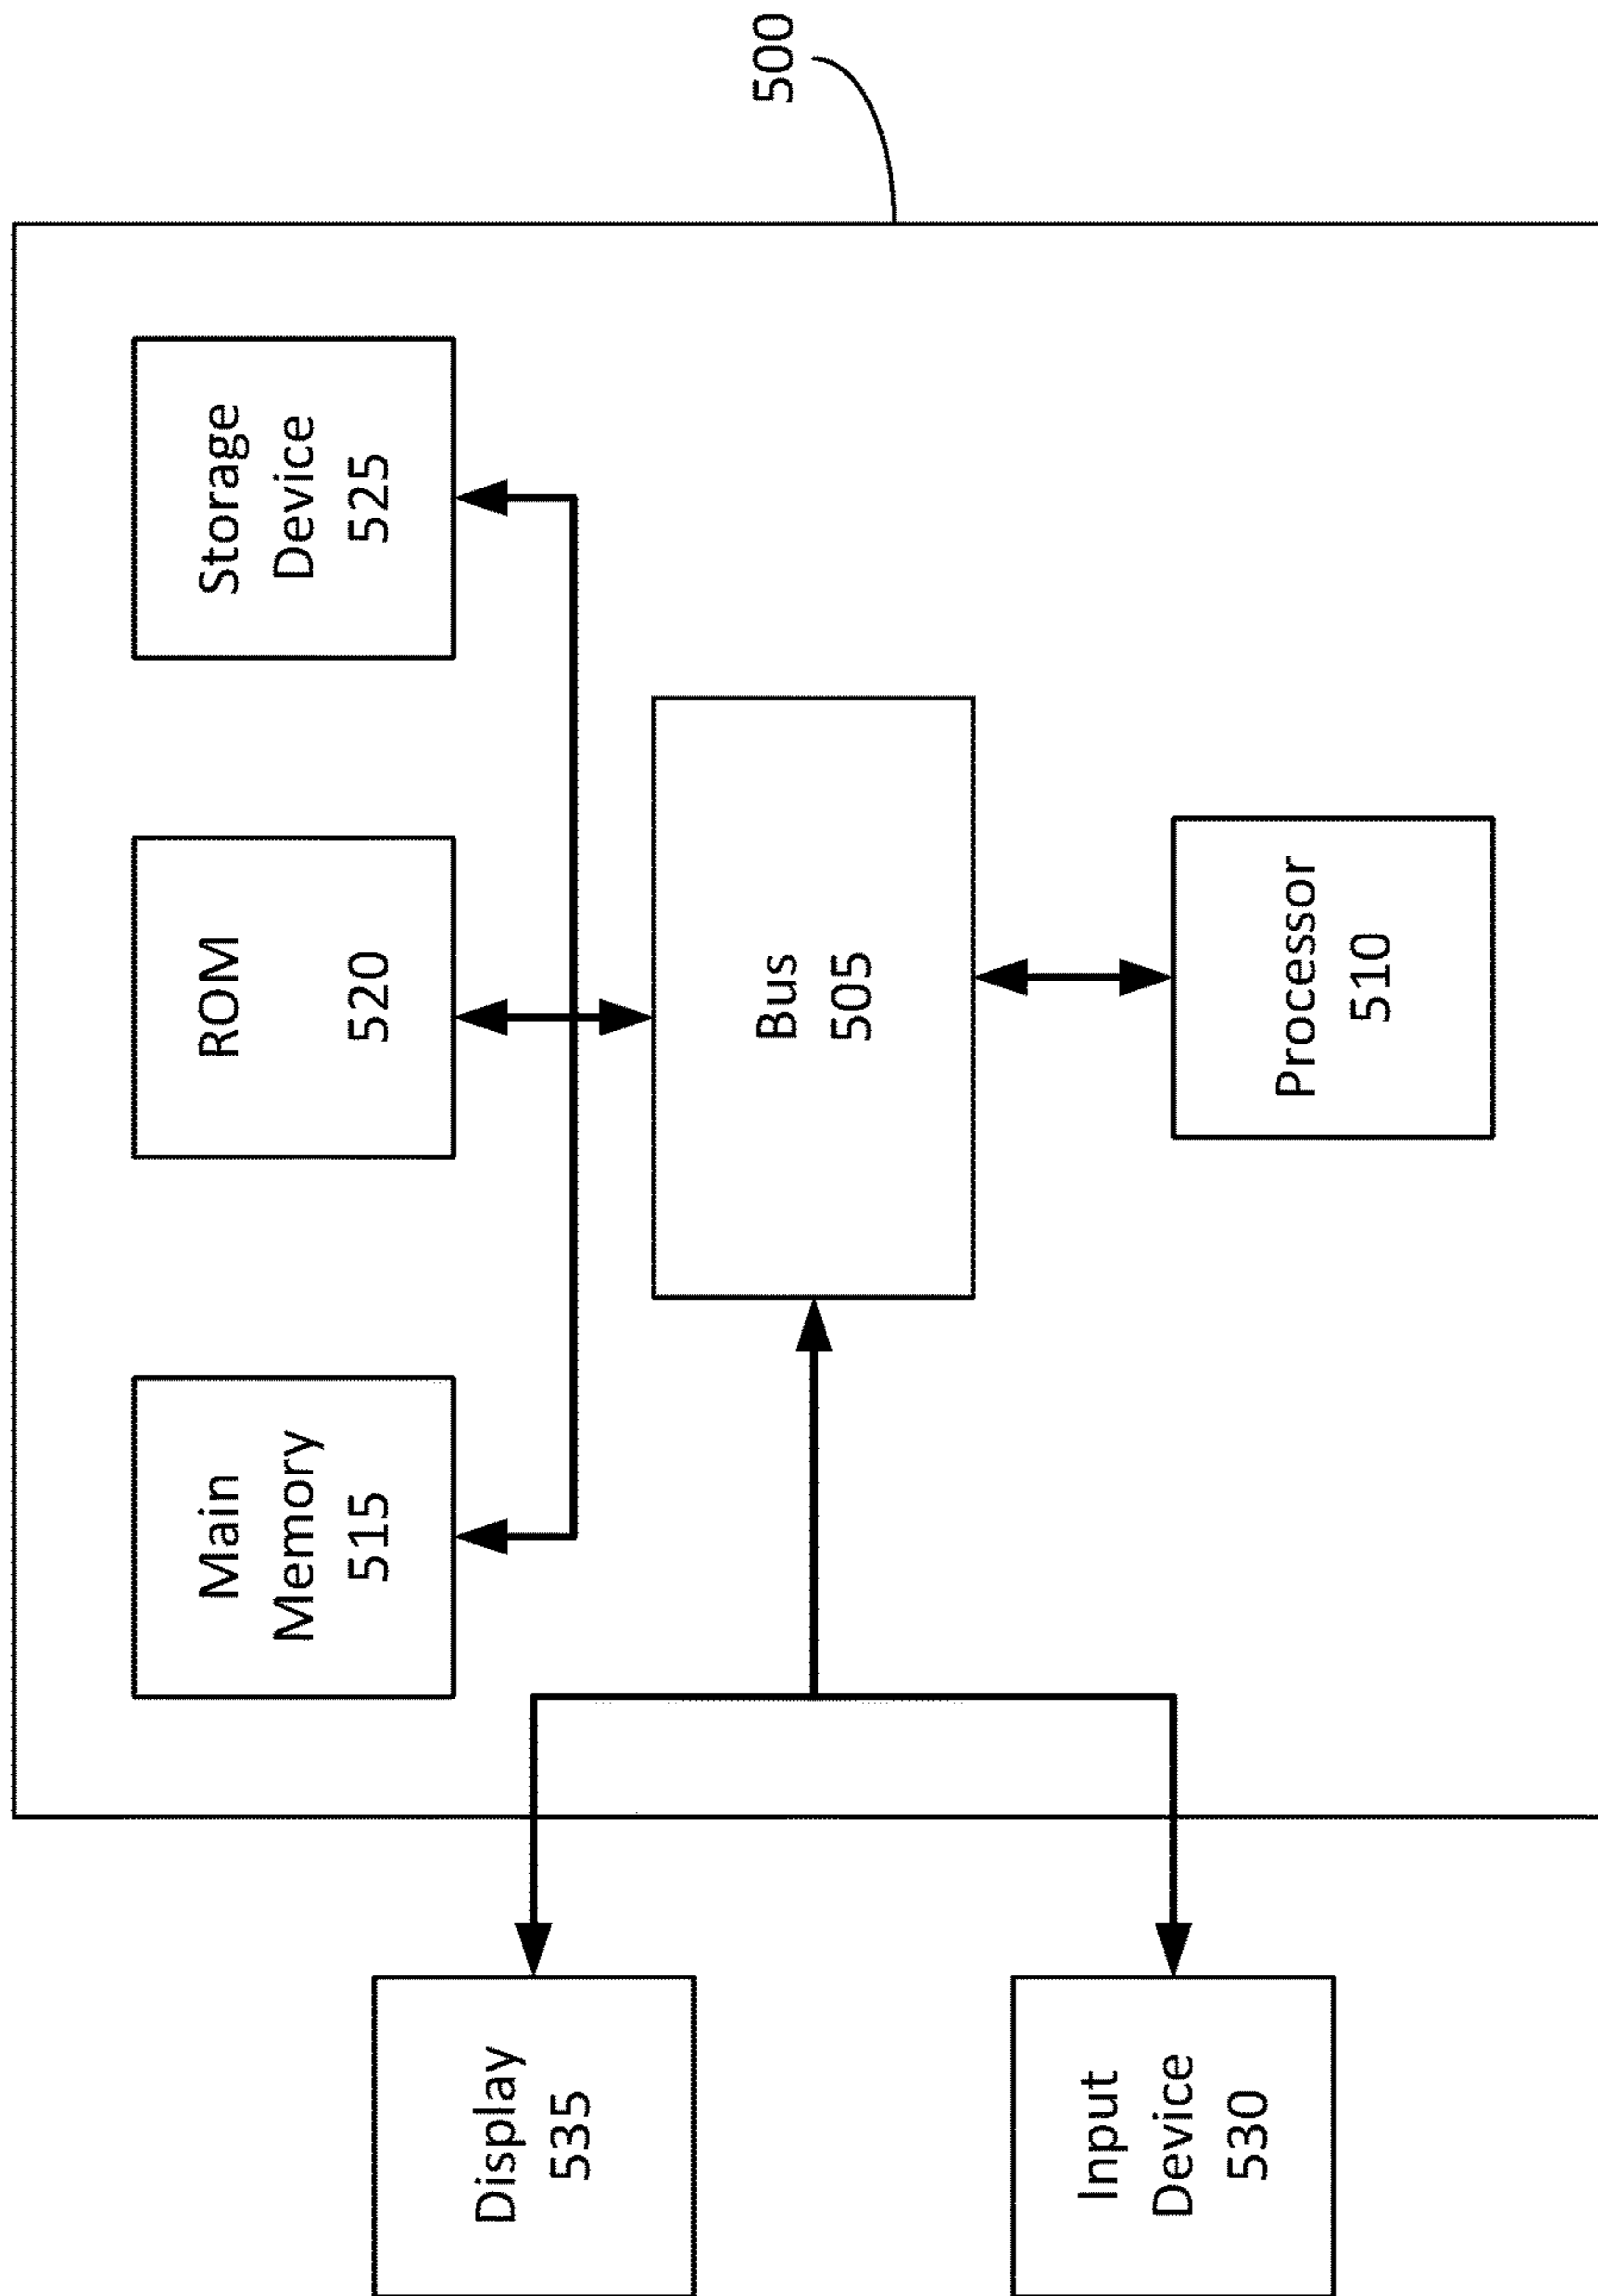 500
Main
Memory
515
ROM
520
Storage
Device
525
Display
535
Bus
505
Input
Device
530
Processor
510